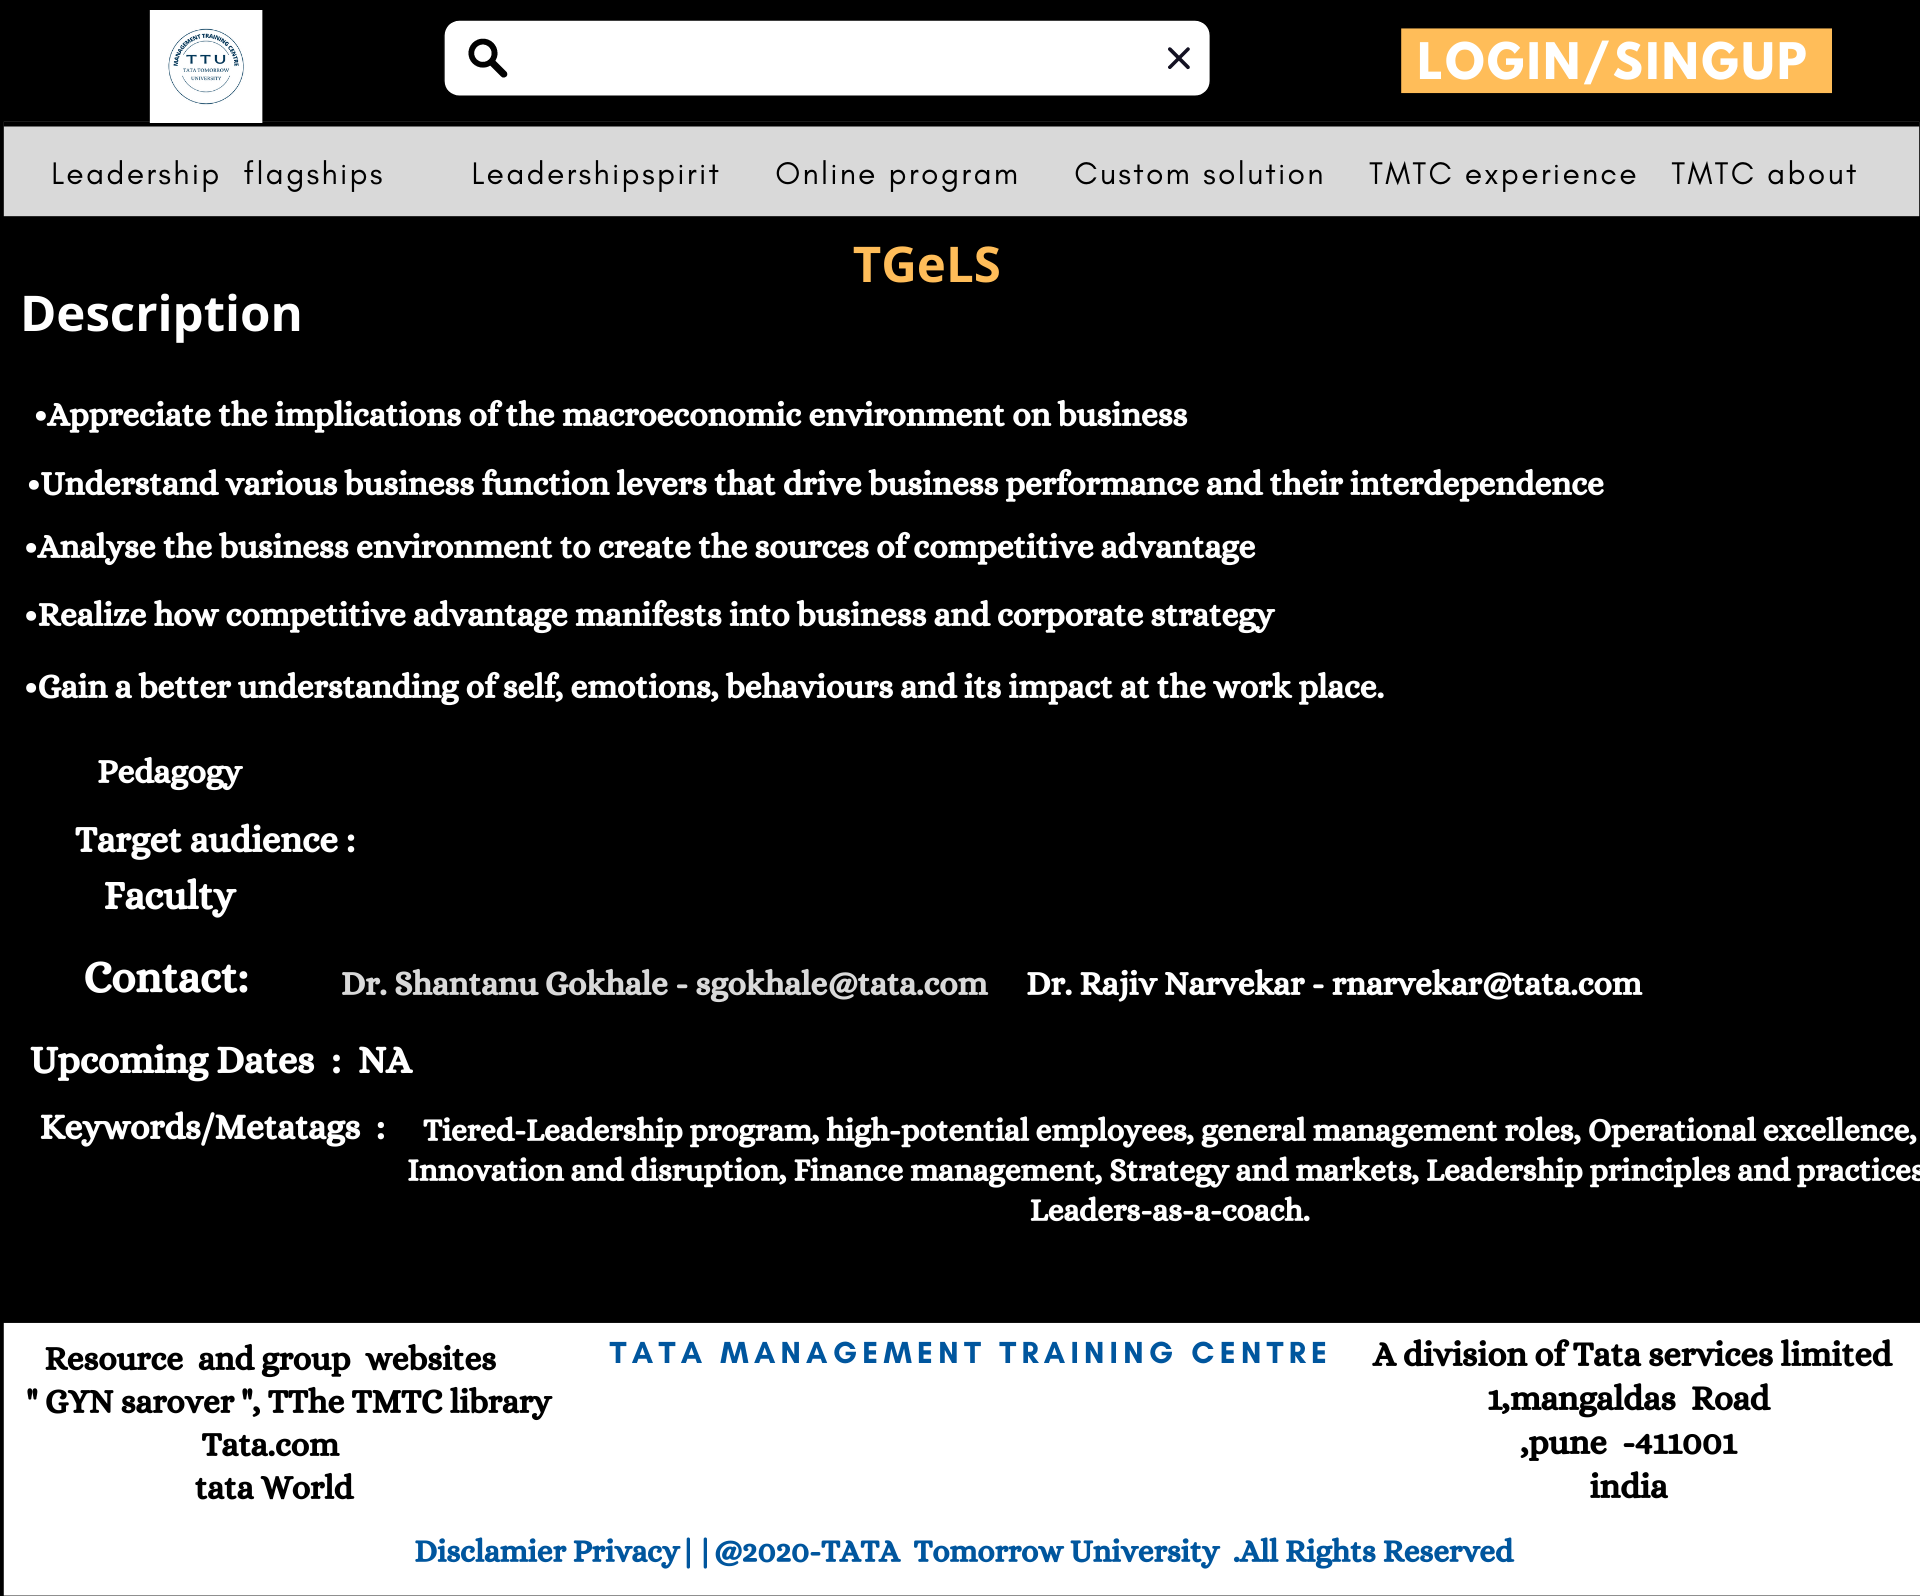 MANAGEMENT TRAINING CENTRE
TTU
TATA TOMORROW
UNIVERSITY
LOGIN/SINGUP
Leadership flagships Leadershipspirit Online program Custom solution TMTC experience TMTC about
TGeLS
Description
•Appreciate the implications of the macroeconomic environment on business
•Understand various business function levers that drive business performance and their interdependence
•Analyse the business environment to create the sources of competitive advantage
•Realize how competitive advantage manifests into business and corporate strategy
•Gain a better understanding of self, emotions, behaviours and its impact at the work place.
Pedagogy
Target audience :
Faculty
Contact: Dr. Shantanu Gokhale - sgokhale@tata.com Dr. Rajiv Narvekar - rnarvekar@tata.com
Upcoming Dates : NA
Keywords/Metatags : Tiered-Leadership program, high-potential employees, general management roles, Operational excellence,
Innovation and disruption, Finance management, Strategy and markets, Leadership principles and practices
Leaders-as-a-coach.
Resource and group websites
" GYN sarover ", TThe TMTC library
Tata.com
tata World
TATA MANAGEMENT TRAINING CENTRE
A division of Tata services limited
1,mangaldas Road
,pune -411001
india
Disclamier Privacy||@2020-TATA Tomorrow University .All Rights Reserved